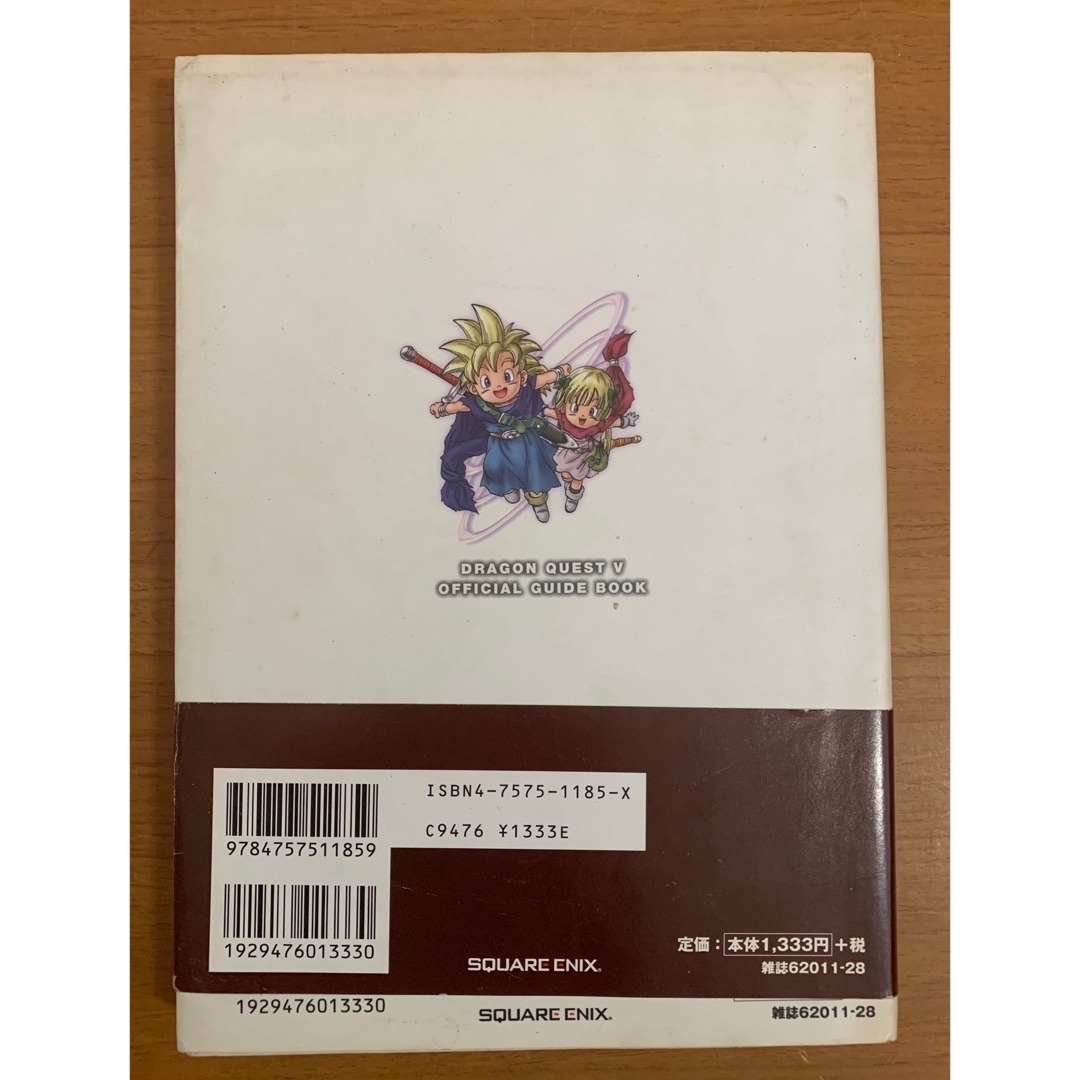 DRAGON QUEST V
OFFICIAL GUIDE BOOK
ISBN4-7575-1185-X
C9476 ¥1333E
9784757511859
1929476013330
定価：本体1,333円+税
雑誌62011-28
SQUARE ENIX®
1929476013330
SQUARE ENIX®
雑誌62011-28